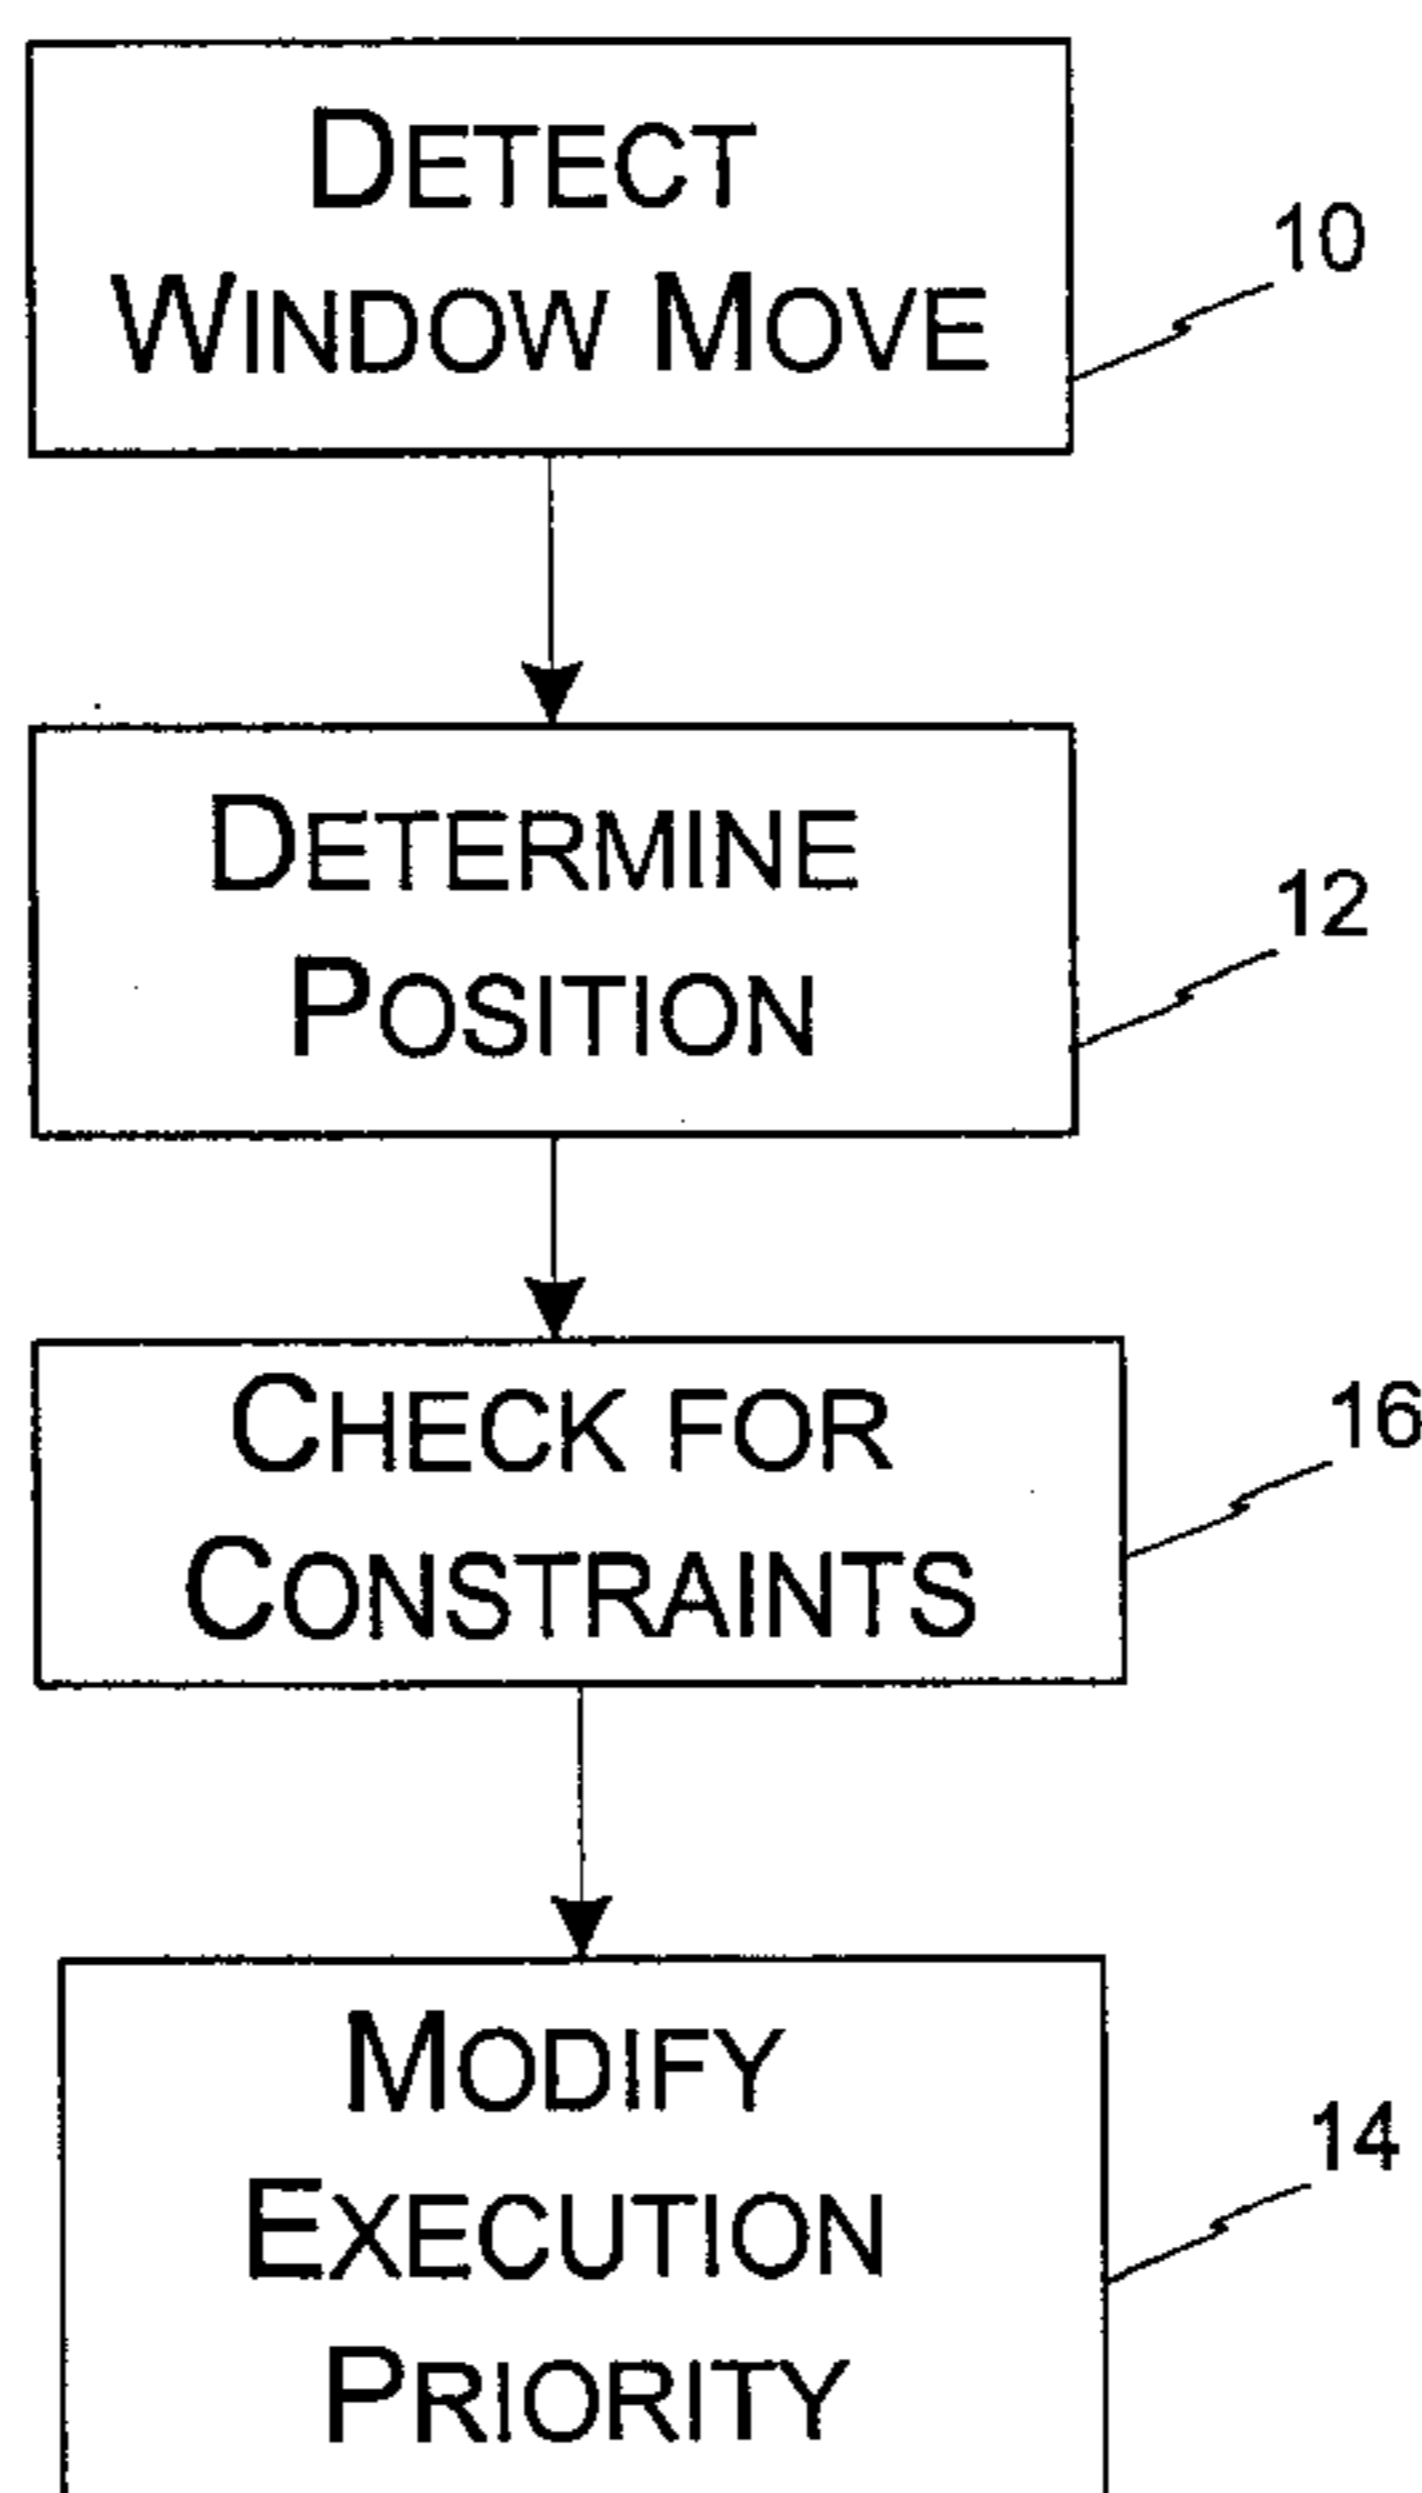 DETECT
WINDOW MOVE
10
DETERMINE
POSITION
12
CHECK FOR
CONSTRAINTS
16
MODIFY
EXECUTION
PRIORITY
14